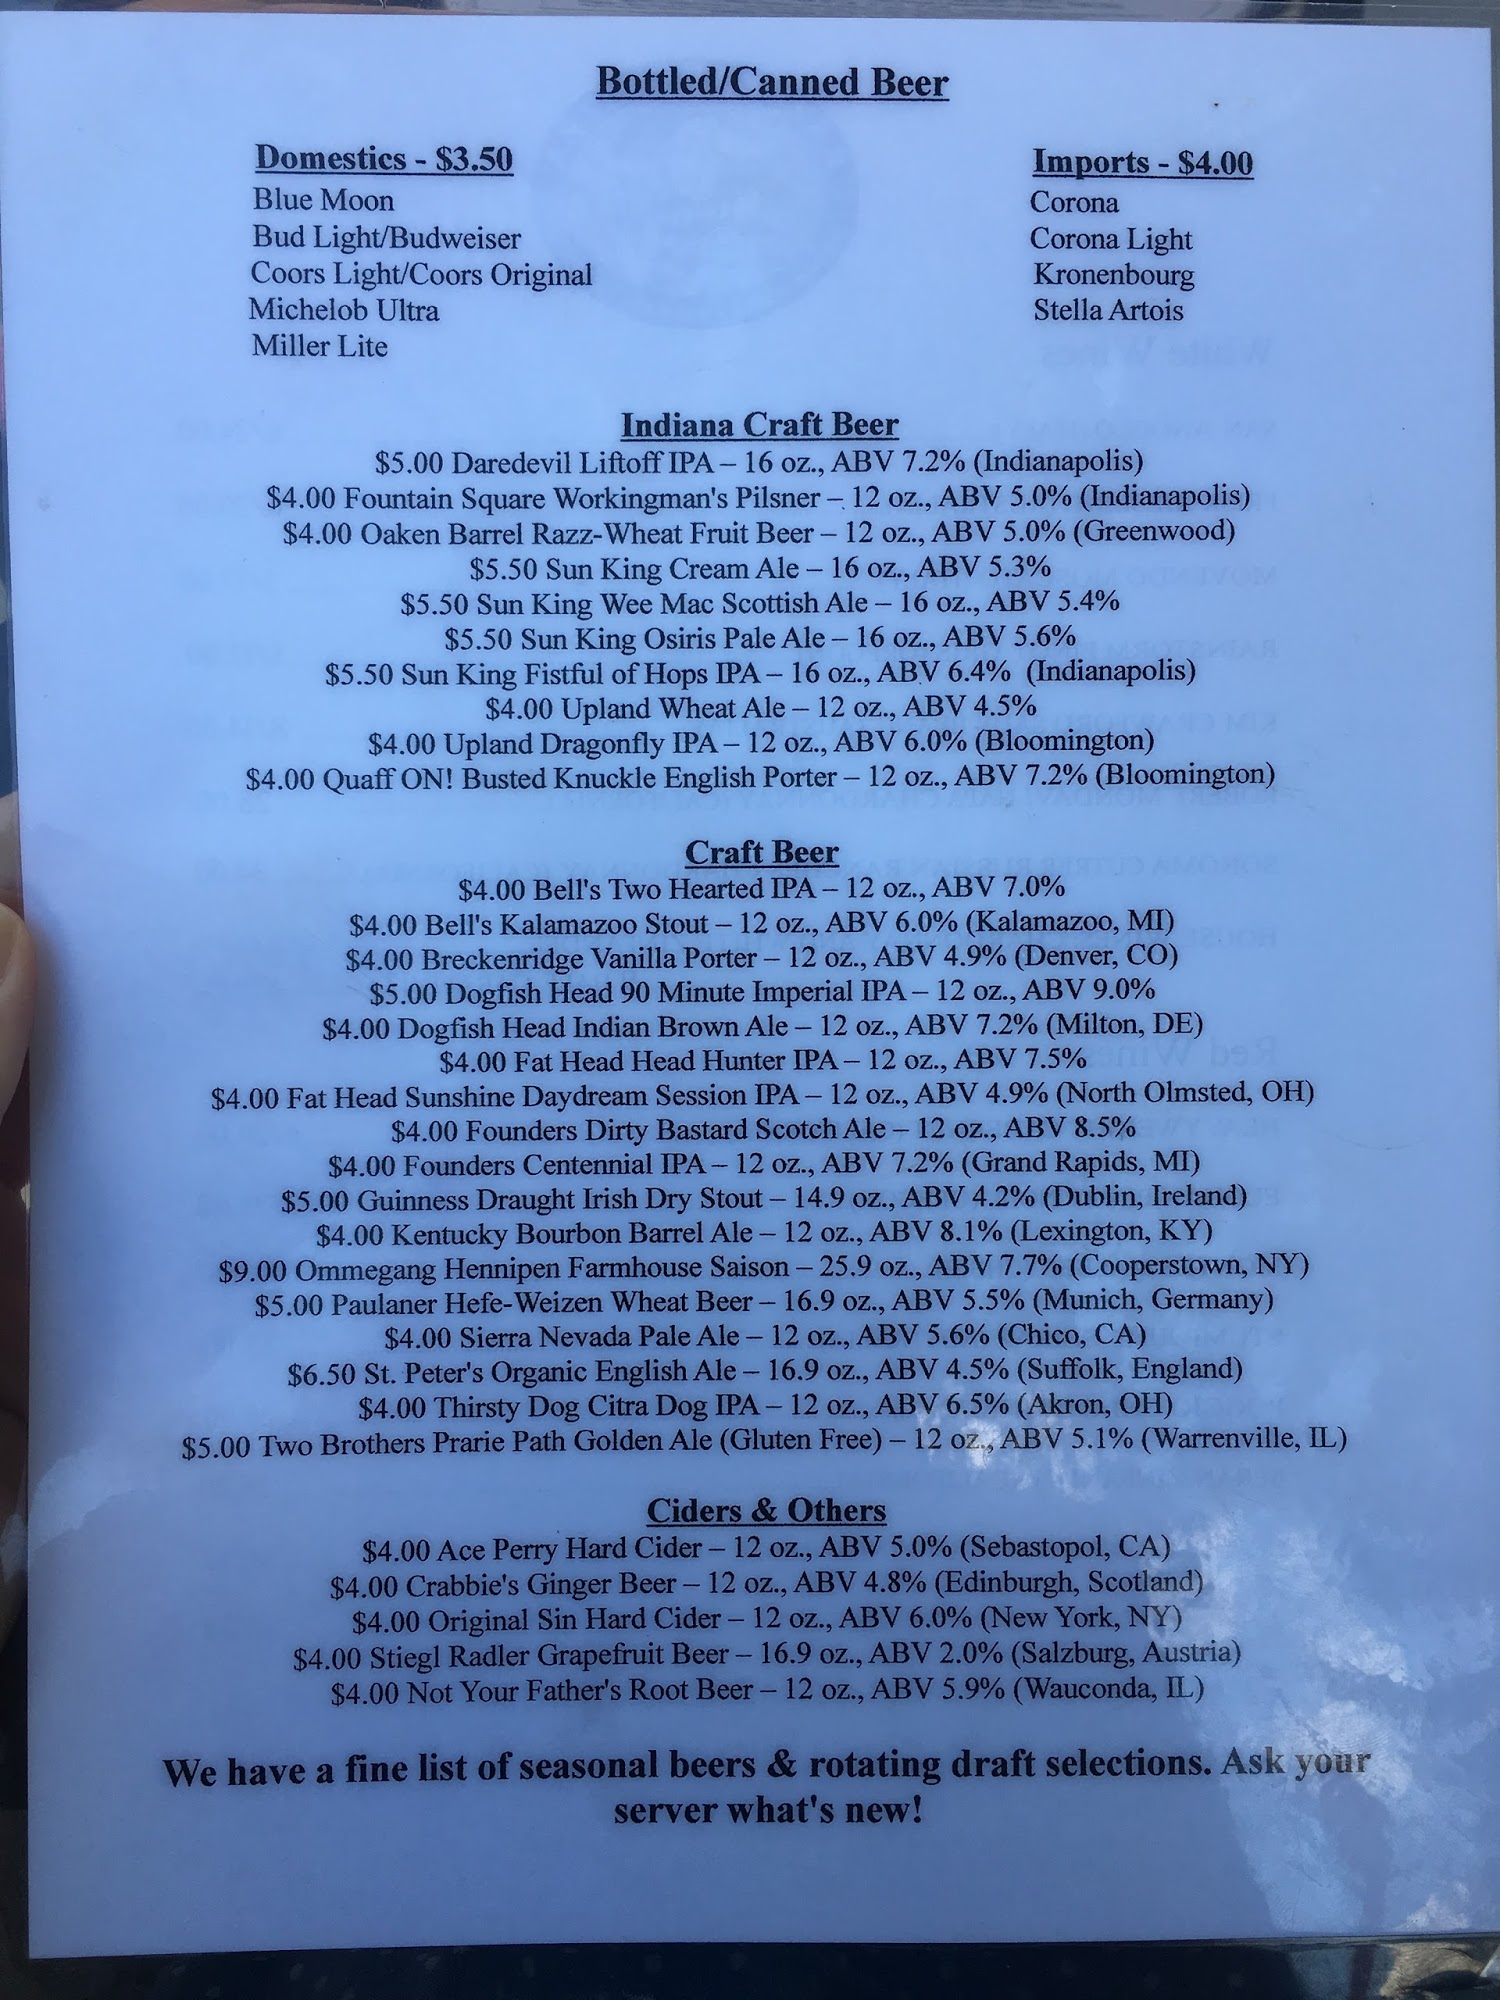 Bottled/Canned Beer
Domestics - $3.50
Blue Moon
Bud Light/Budweiser
Coors Light/Coors Original
Michelob Ultra
Miller Lite
Imports - $4.00
Corona
Corona Light
Kronenbourg
Stella Artois
Indiana Craft Beer
$5.00 Daredevil Liftoff IPA – 16 oz., ABV 7.2% (Indianapolis)
$4.00 Fountain Square Workingman's Pilsner – 12 oz., ABV 5.0% (Indianapolis)
$4.00 Oaken Barrel Razz-Wheat Fruit Beer – 12 oz., ABV 5.0% (Greenwood)
$5.50 Sun King Cream Ale – 16 oz., ABV 5.3%
$5.50 Sun King Wee Mac Scottish Ale – 16 oz., ABV 5.4%
$5.50 Sun King Osiris Pale Ale – 16 oz., ABV 5.6%
$5.50 Sun King Fistful of Hops IPA – 16 oz., ABV 6.4% (Indianapolis)
$4.00 Upland Wheat Ale – 12 oz., ABV 4.5%
$4.00 Upland Dragonfly IPA – 12 oz., ABV 6.0% (Bloomington)
$4.00 Quaff ON! Busted Knuckle English Porter – 12 oz., ABV 7.2% (Bloomington)
Craft Beer
$4.00 Bell's Two Hearted IPA – 12 oz., ABV 7.0%
$4.00 Bell's Kalamazoo Stout – 12 oz., ABV 6.0% (Kalamazoo, MI)
$4.00 Breckenridge Vanilla Porter – 12 oz., ABV 4.9% (Denver, CO)
$5.00 Dogfish Head 90 Minute Imperial IPA – 12 oz., ABV 9.0%
$4.00 Dogfish Head Indian Brown Ale – 12 oz., ABV 7.2% (Milton, DE)
$4.00 Fat Head Head Hunter IPA – 12 oz., ABV 7.5%
$4.00 Fat Head Sunshine Daydream Session IPA – 12 oz., ABV 4.9% (North Olmsted, OH)
$4.00 Founders Dirty Bastard Scotch Ale – 12 oz., ABV 8.5%
$4.00 Founders Centennial IPA – 12 oz., ABV 7.2% (Grand Rapids, MI)
$5.00 Guinness Draught Irish Dry Stout – 14.9 oz., ABV 4.2% (Dublin, Ireland)
$4.00 Kentucky Bourbon Barrel Ale – 12 oz., ABV 8.1% (Lexington, KY)
$9.00 Ommegang Hennipen Farmhouse Saison – 25.9 oz., ABV 7.7% (Cooperstown, NY)
$5.00 Paulaner Hefe-Weizen Wheat Beer – 16.9 oz., ABV 5.5% (Munich, Germany)
$4.00 Sierra Nevada Pale Ale – 12 oz., ABV 5.6% (Chico, CA)
$6.50 St. Peter's Organic English Ale – 16.9 oz., ABV 4.5% (Suffolk, England)
$4.00 Thirsty Dog Citra Dog IPA – 12 oz., ABV 6.5% (Akron, OH)
$5.00 Two Brothers Prarie Path Golden Ale (Gluten Free) – 12 oz., ABV 5.1% (Warrenville, IL)
Ciders & Others
$4.00 Ace Perry Hard Cider – 12 oz., ABV 5.0% (Sebastopol, CA)
$4.00 Crabbie's Ginger Beer – 12 oz., ABV 4.8% (Edinburgh, Scotland)
$4.00 Original Sin Hard Cider – 12 oz., ABV 6.0% (New York, NY)
$4.00 Stiegl Radler Grapefruit Beer – 16.9 oz., ABV 2.0% (Salzburg, Austria)
$4.00 Not Your Father's Root Beer – 12 oz., ABV 5.9% (Wauconda, IL)
We have a fine list of seasonal beers & rotating draft selections. Ask your
server what's new!